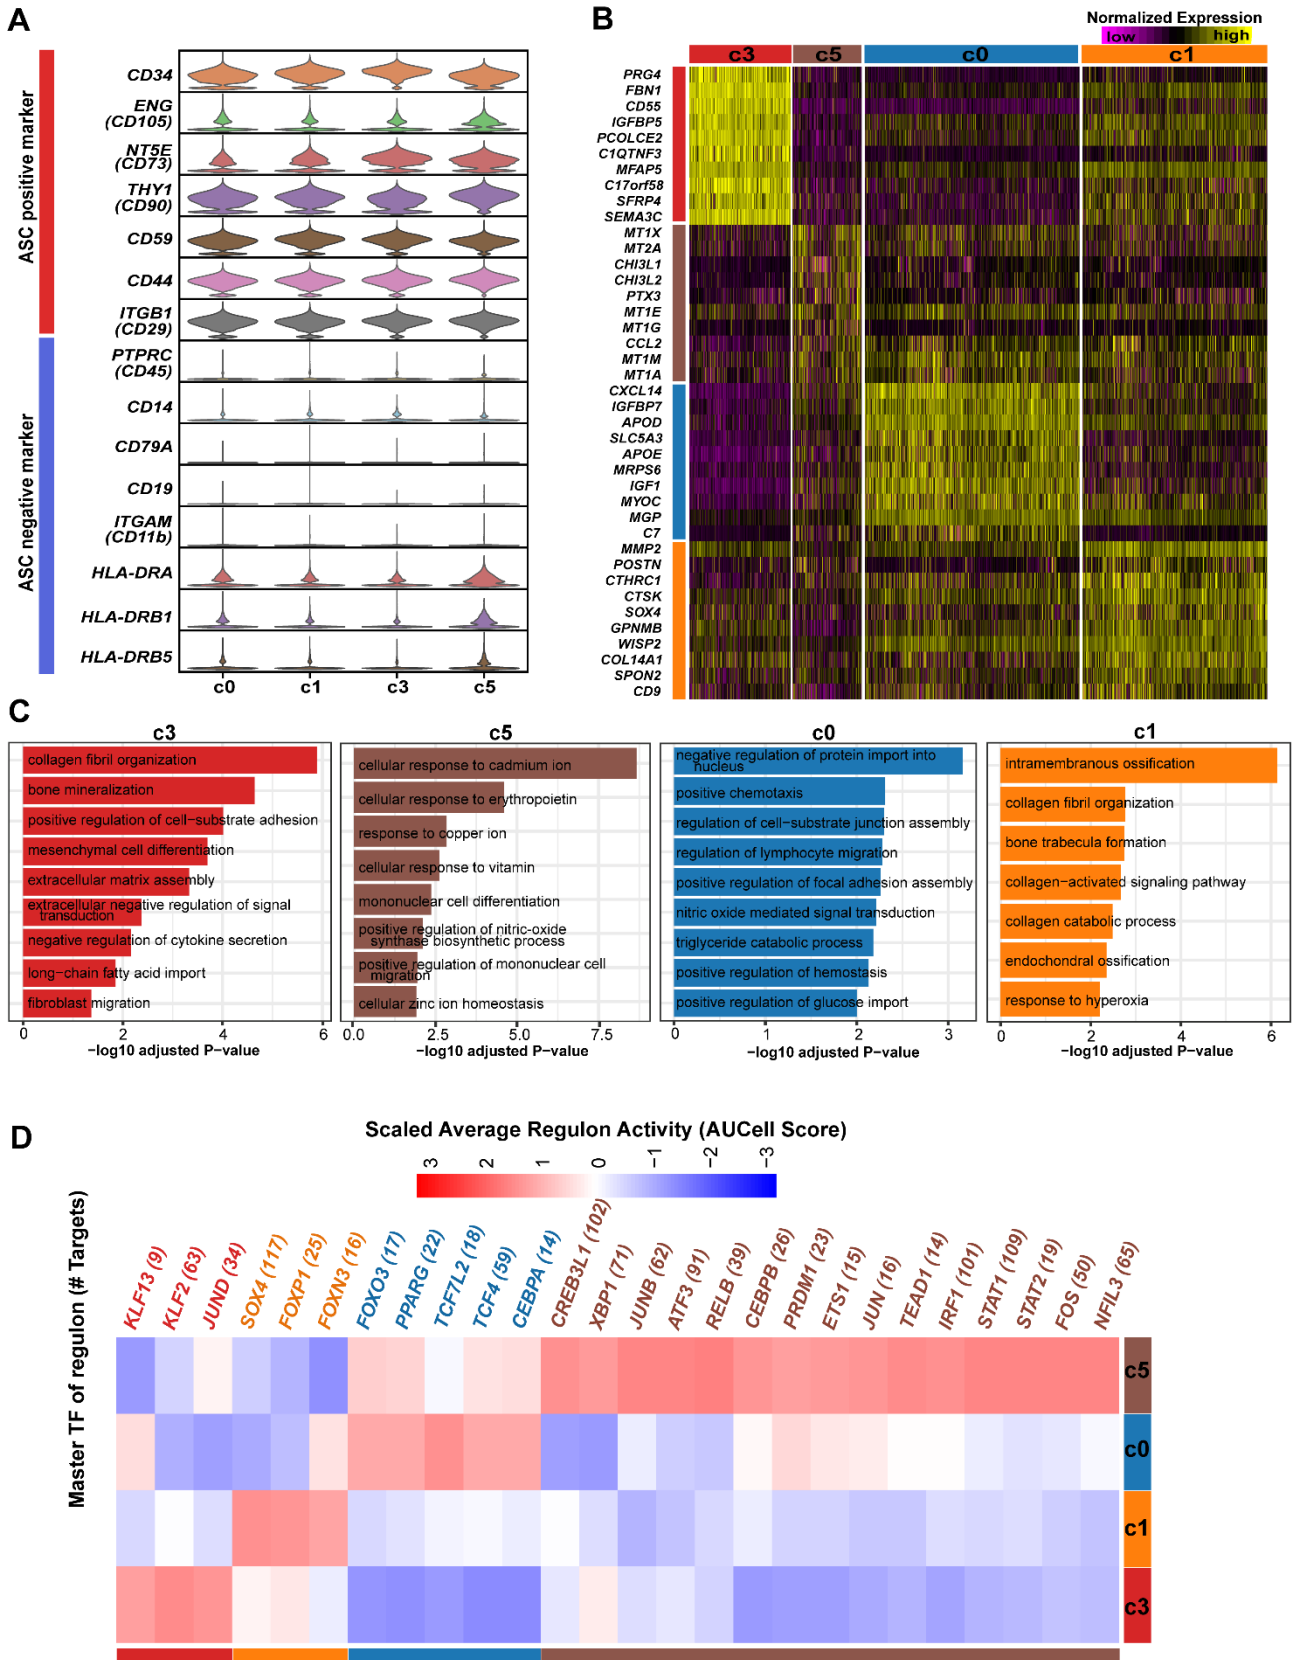 A
ASC positive marker
ASC negative marker
CD34
ENG
(CD105)
NT5E
(CD73)
THY1
(CD90)
CD59
CD44
ITGB1
(CD29)
PTPRC
(CD45)
CD14
CD79A
CD19
ITGAM
(CD11b)
HLA-DRA
HLA-DRB1
HLA-DRB5
c0 c1 c3 c5
B
Normalized Expression
low high
c3 c5 c0 c1
PRG4
FBN1
CD55
IGFBP5
PCOLCE2
C1QTNF3
MFAP5
C17orf58
SFRP4
SEMA3C
MT1X
MT2A
CHI3L1
CHI3L2
PTX3
MT1E
MT1G
CCL2
MT1M
MT1A
CXCL14
IGFBP7
APOD
SLC5A3
APOE
MRPS6
IGF1
MYOC
MGP
C7
MMP2
POSTN
CTHRC1
CTSK
SOX4
GPNMB
WISP2
COL14A1
SPON2
CD9
C
c3
collagen fibril organization
bone mineralization
positive regulation of cell−substrate adhesion
mesenchymal cell differentiation
extracellular matrix assembly
extracellular negative regulation of signal
transduction
negative regulation of cytokine secretion
long−chain fatty acid import
fibroblast migration
0 2 4 6
−log10 adjusted P−value
c5
cellular response to cadmium ion
cellular response to erythropoietin
response to copper ion
cellular response to vitamin
mononuclear cell differentiation
positive regulation of nitric−oxide
synthase biosynthetic process
positive regulation of mononuclear cell
migration
cellular zinc ion homeostasis
0.0 2.5 5.0 7.5
−log10 adjusted P−value
c0
negative regulation of protein import into
nucleus
positive chemotaxis
regulation of cell−substrate junction assembly
regulation of lymphocyte migration
positive regulation of focal adhesion assembly
nitric oxide mediated signal transduction
triglyceride catabolic process
positive regulation of hemostasis
positive regulation of glucose import
0 1 2 3
−log10 adjusted P−value
c1
intramembranous ossification
collagen fibril organization
bone trabecula formation
collagen−activated signaling pathway
collagen catabolic process
endochondral ossification
response to hyperoxia
0 2 4 6
−log10 adjusted P−value
D
Scaled Average Regulon Activity (AUCell Score)
3 2 1 0 −1 −2 −3
Master TF of regulon (# Targets)
KLF13 (9)
KLF2 (63)
JUND (34)
SOX4 (117)
FOXP1 (25)
FOXN3 (16)
FOXO3 (17)
PPARG (22)
TCF7L2 (18)
TCF4 (59)
CEBPA (14)
CREB3L1 (102)
XBP1 (71)
JUNB (62)
ATF3 (91)
RELB (39)
CEBPB (26)
PRDM1 (23)
ETS1 (15)
JUN (16)
TEAD1 (14)
IRF1 (101)
STAT1 (109)
STAT2 (19)
FOS (50)
NFIL3 (65)
c5
c0
c1
c3